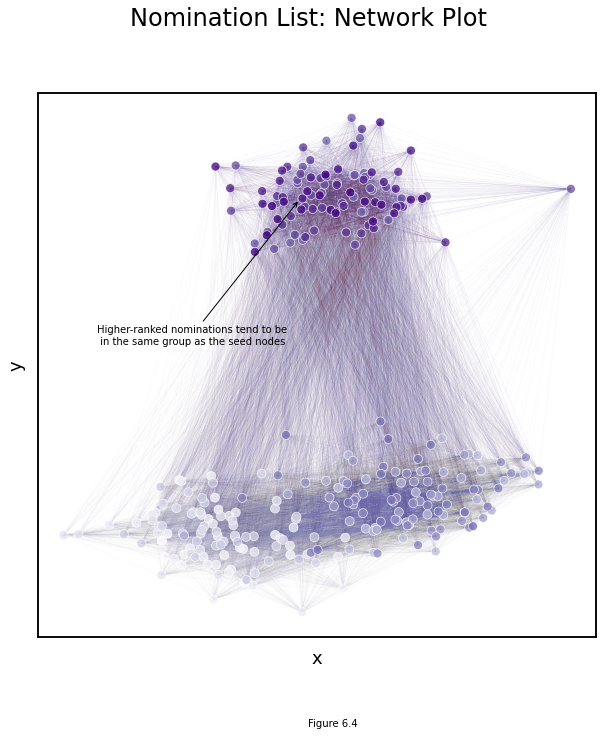 Nomination List: Network Plot
Higher-ranked nominations tend to be
in the same group as the seed nodes
y
x
Figure 6.4